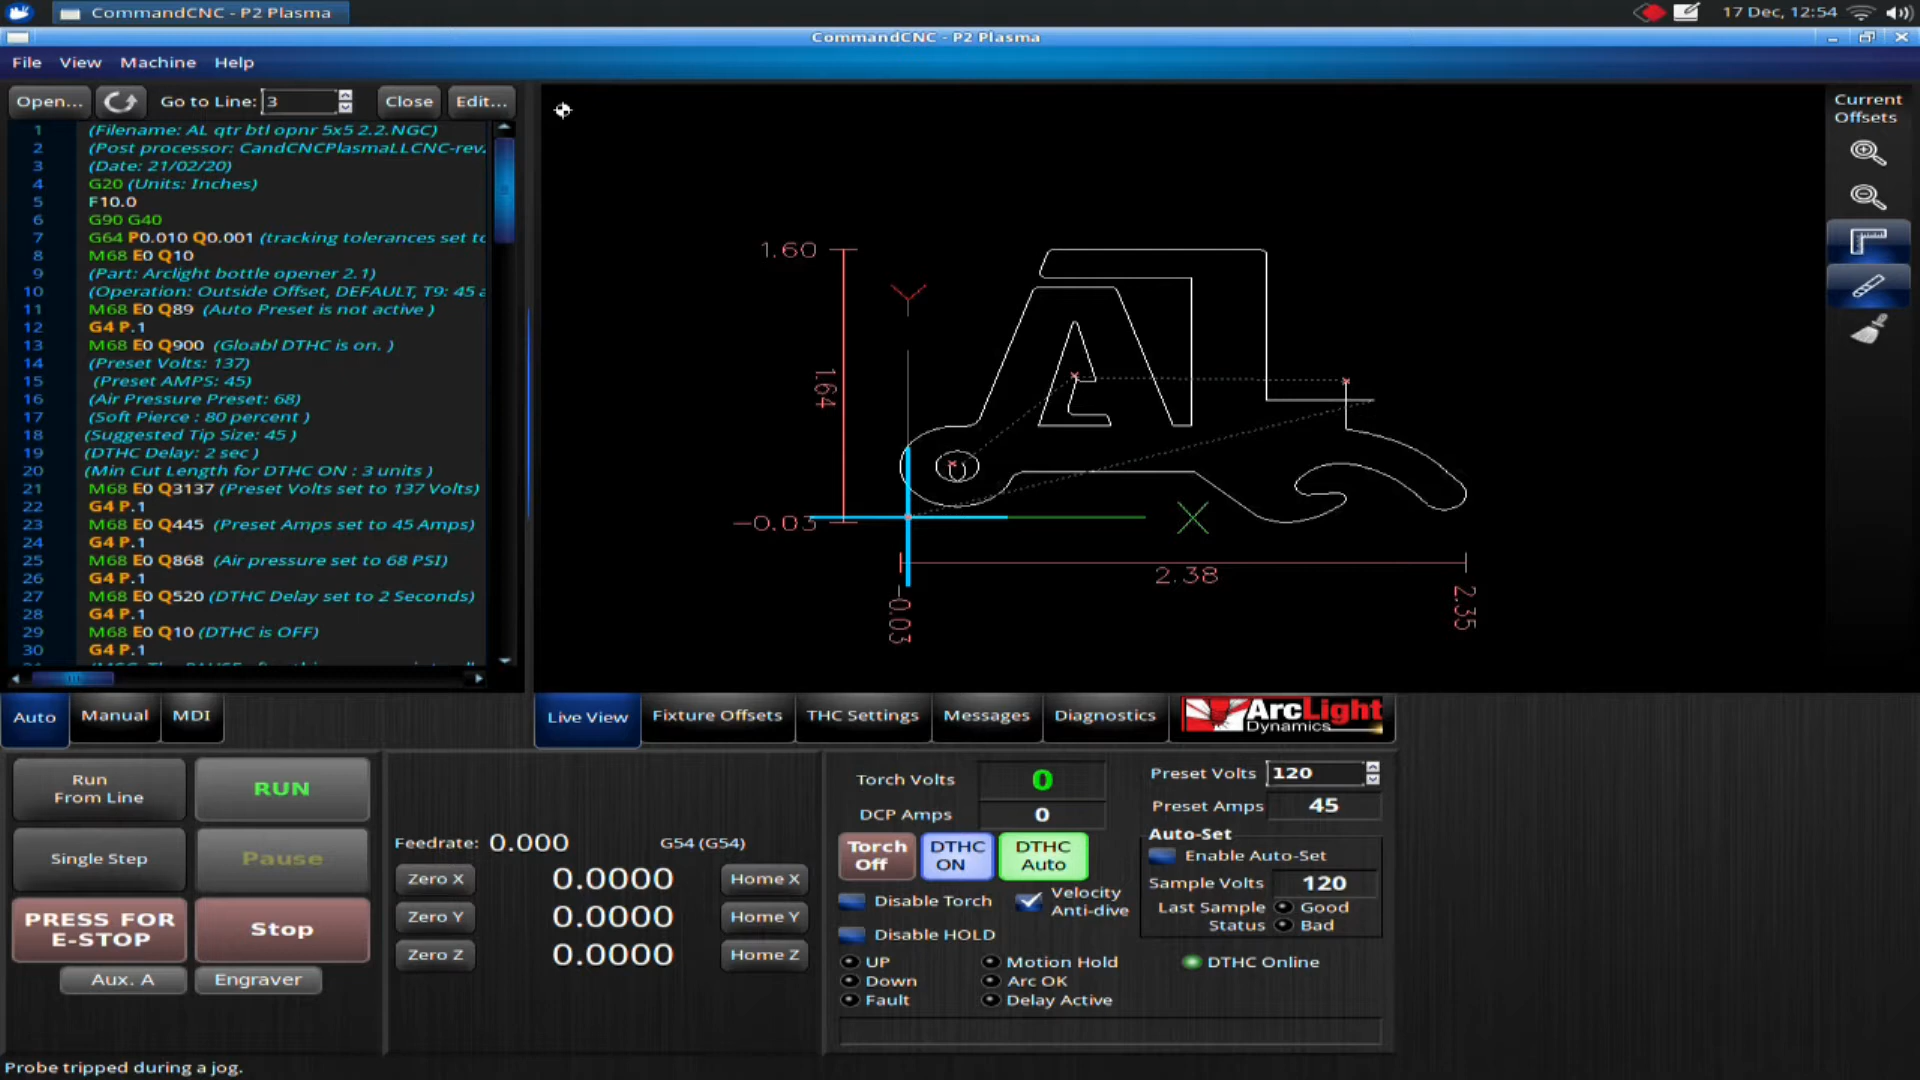 CommandCNC - P2 Plasma
17 Dec, 12:54
CommandCNC - P2 Plasma
File View Machine Help
Open... Go to Line: 3 Close Edit...
1 (Filename: AL qtr btl opnr 5x5 2.2.NGC)
2 (Post processor: CandCNCPlasmaLLCNC-rev.
3 (Date: 21/02/20)
4 G20 (Units: Inches)
5 F10.0
6 G90 G40
7 G64 P0.010 Q0.001 (tracking tolerances set to
8 M68 E0 Q10
9 (Part: Arclight bottle opener 2.1)
10 (Operation: Outside Offset, DEFAULT, T9: 45 a
11 M68 E0 Q89 (Auto Preset is not active )
12 G4 P.1
13 M68 E0 Q900 (Gloabl DTHC is on. )
14 (Preset Volts: 137)
15 (Preset AMPS: 45)
16 (Air Pressure Preset: 68)
17 (Soft Pierce : 80 percent )
18 (Suggested Tip Size: 45 )
19 (DTHC Delay: 2 sec )
20 (Min Cut Length for DTHC ON : 3 units )
21 M68 E0 Q3137 (Preset Volts set to 137 Volts)
22 G4 P.1
23 M68 E0 Q445 (Preset Amps set to 45 Amps)
24 G4 P.1
25 M68 E0 Q868 (Air pressure set to 68 PSI)
26 G4 P.1
27 M68 E0 Q520 (DTHC Delay set to 2 Seconds)
28 G4 P.1
29 M68 E0 Q10 (DTHC is OFF)
30 G4 P.1
Current
Offsets
1.60
Y
1.64
-0.03
X
2.38
-0.03
2.35
Auto Manual MDI
Live View Fixture Offsets THC Settings Messages Diagnostics
ArcLight
Dynamics
Run
From Line
RUN
Single Step
Pause
PRESS FOR
E-STOP
Stop
Aux. A
Engraver
Feedrate: 0.000 G54 (G54)
Zero X 0.0000 Home X
Zero Y 0.0000 Home Y
Zero Z 0.0000 Home Z
Torch Volts 0
DCP Amps 0
Torch
Off
DTHC
ON
DTHC
Auto
Disable Torch
Velocity
Anti-dive
Disable HOLD
UP
Down
Fault
Motion Hold
Arc OK
Delay Active
Preset Volts 120
Preset Amps 45
Auto-Set
Enable Auto-Set
Sample Volts 120
Last Sample Good
Status Bad
DTHC Online
Probe tripped during a jog.